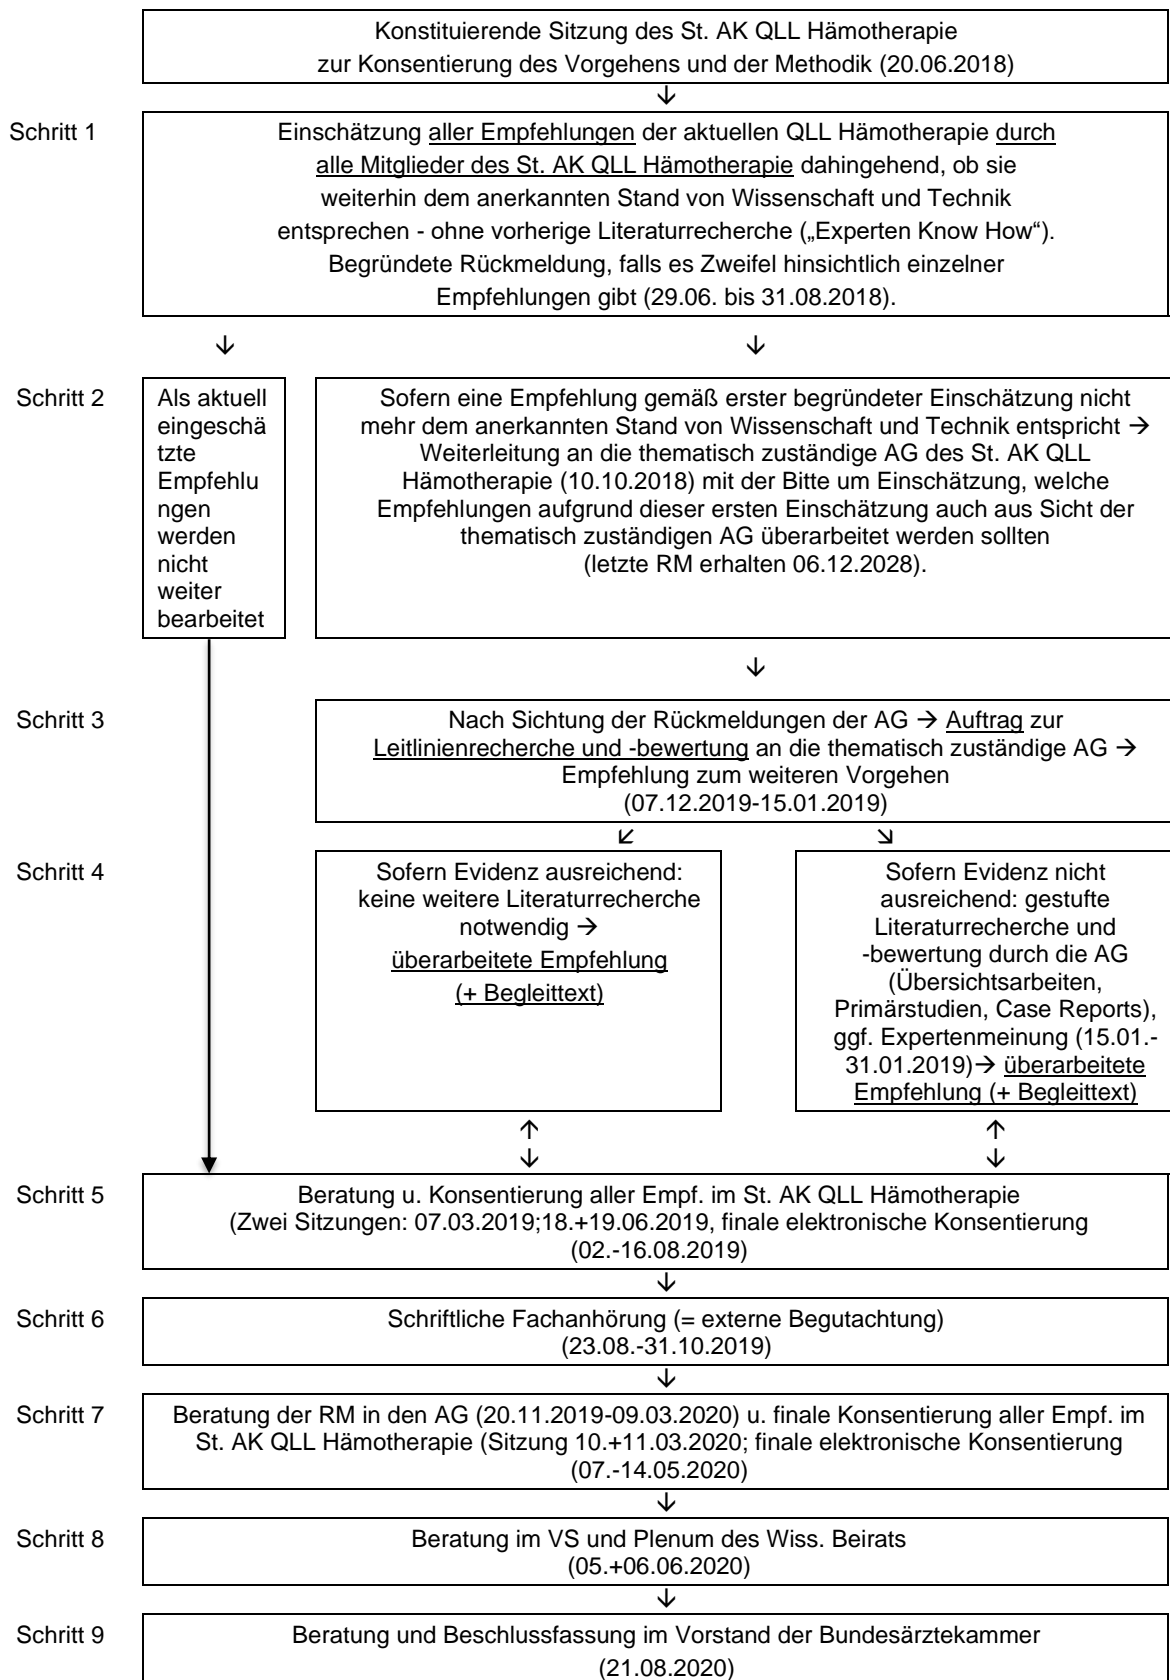 Konstituierende Sitzung des St. AK QLL Hämotherapie
zur Konsentierung des Vorgehens und der Methodik (20.06.2018)
Schritt 1
Einschätzung aller Empfehlungen der aktuellen QLL Hämotherapie durch
alle Mitglieder des St. AK QLL Hämotherapie dahingehend, ob sie
weiterhin dem anerkannten Stand von Wissenschaft und Technik
entsprechen - ohne vorherige Literaturrecherche („Experten Know How“).
Begründete Rückmeldung, falls es Zweifel hinsichtlich einzelner
Empfehlungen gibt (29.06. bis 31.08.2018).
Schritt 2
Als aktuell
eingeschä
tzte
Empfehlu
ngen
werden
nicht
weiter
bearbeitet
Sofern eine Empfehlung gemäß erster begründeter Einschätzung nicht
mehr dem anerkannten Stand von Wissenschaft und Technik entspricht →
Weiterleitung an die thematisch zuständige AG des St. AK QLL
Hämotherapie (10.10.2018) mit der Bitte um Einschätzung, welche
Empfehlungen aufgrund dieser ersten Einschätzung auch aus Sicht der
thematisch zuständigen AG überarbeitet werden sollten
(letzte RM erhalten 06.12.2028).
Schritt 3
Nach Sichtung der Rückmeldungen der AG → Auftrag zur
Leitlinienrecherche und -bewertung an die thematisch zuständige AG →
Empfehlung zum weiteren Vorgehen
(07.12.2019-15.01.2019)
Schritt 4
Sofern Evidenz ausreichend:
keine weitere Literaturrecherche
notwendig →
überarbeitete Empfehlung
(+ Begleittext)
Sofern Evidenz nicht
ausreichend: gestufte
Literaturrecherche und
-bewertung durch die AG
(Übersichtsarbeiten,
Primärstudien, Case Reports),
ggf. Expertenmeinung (15.01.-
31.01.2019)→ überarbeitete
Empfehlung (+ Begleittext)
Schritt 5
Beratung u. Konsentierung aller Empf. im St. AK QLL Hämotherapie
(Zwei Sitzungen: 07.03.2019;18.+19.06.2019, finale elektronische Konsentierung
(02.-16.08.2019)
Schritt 6
Schriftliche Fachanhörung (= externe Begutachtung)
(23.08.-31.10.2019)
Schritt 7
Beratung der RM in den AG (20.11.2019-09.03.2020) u. finale Konsentierung aller Empf. im
St. AK QLL Hämotherapie (Sitzung 10.+11.03.2020; finale elektronische Konsentierung
(07.-14.05.2020)
Schritt 8
Beratung im VS und Plenum des Wiss. Beirats
(05.+06.06.2020)
Schritt 9
Beratung und Beschlussfassung im Vorstand der Bundesärztekammer
(21.08.2020)